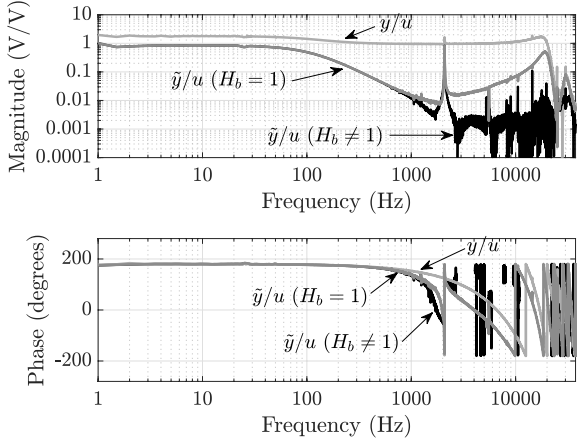 10
1
0.1
0.01
0.001
0.0001
Magnitude (V/V)
y/u
ỹ/u (H_b = 1)
ỹ/u (H_b ≠ 1)
1 10 100 1000 10000
Frequency (Hz)
200
0
-200
Phase (degrees)
y/u
ỹ/u (H_b = 1)
ỹ/u (H_b ≠ 1)
1 10 100 1000 10000
Frequency (Hz)